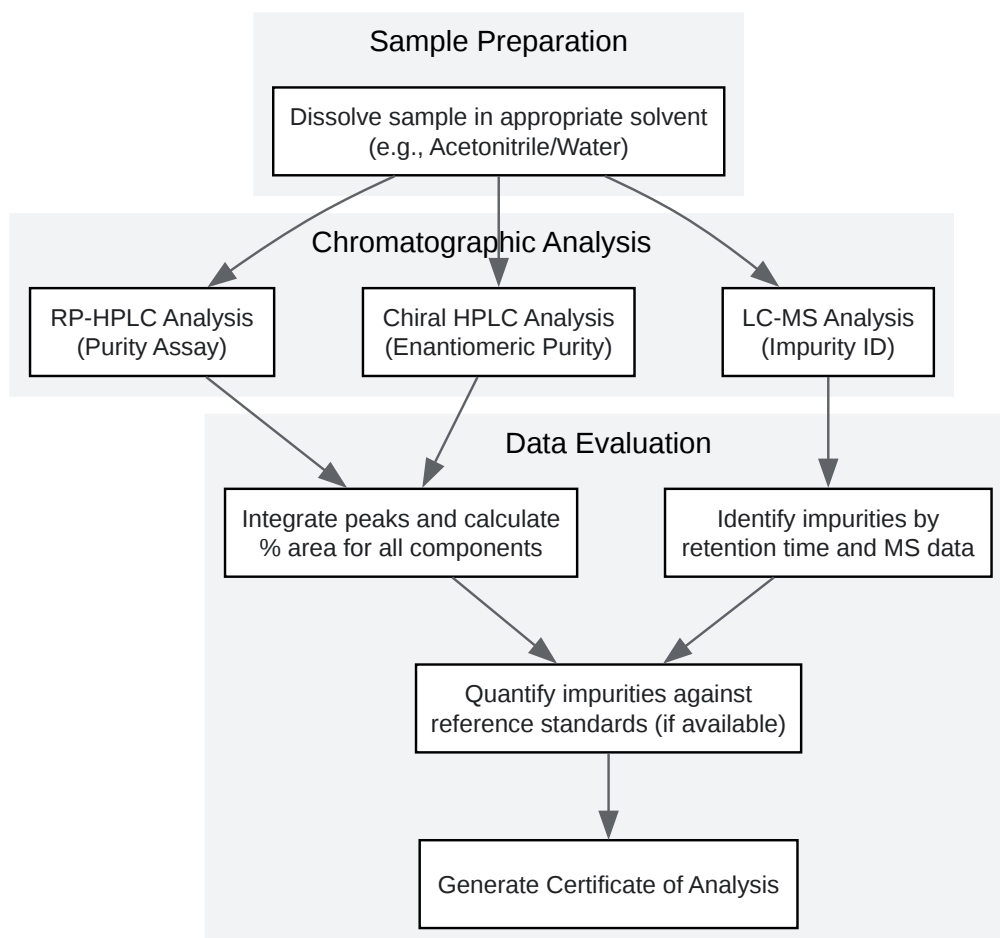 Sample Preparation
Dissolve sample in appropriate solvent
(e.g., Acetonitrile/Water)
Chromatographic Analysis
RP-HPLC Analysis
(Purity Assay)
Chiral HPLC Analysis
(Enantiomeric Purity)
LC-MS Analysis
(Impurity ID)
Data Evaluation
Integrate peaks and calculate
% area for all components
Identify impurities by
retention time and MS data
Quantify impurities against
reference standards (if available)
Generate Certificate of Analysis